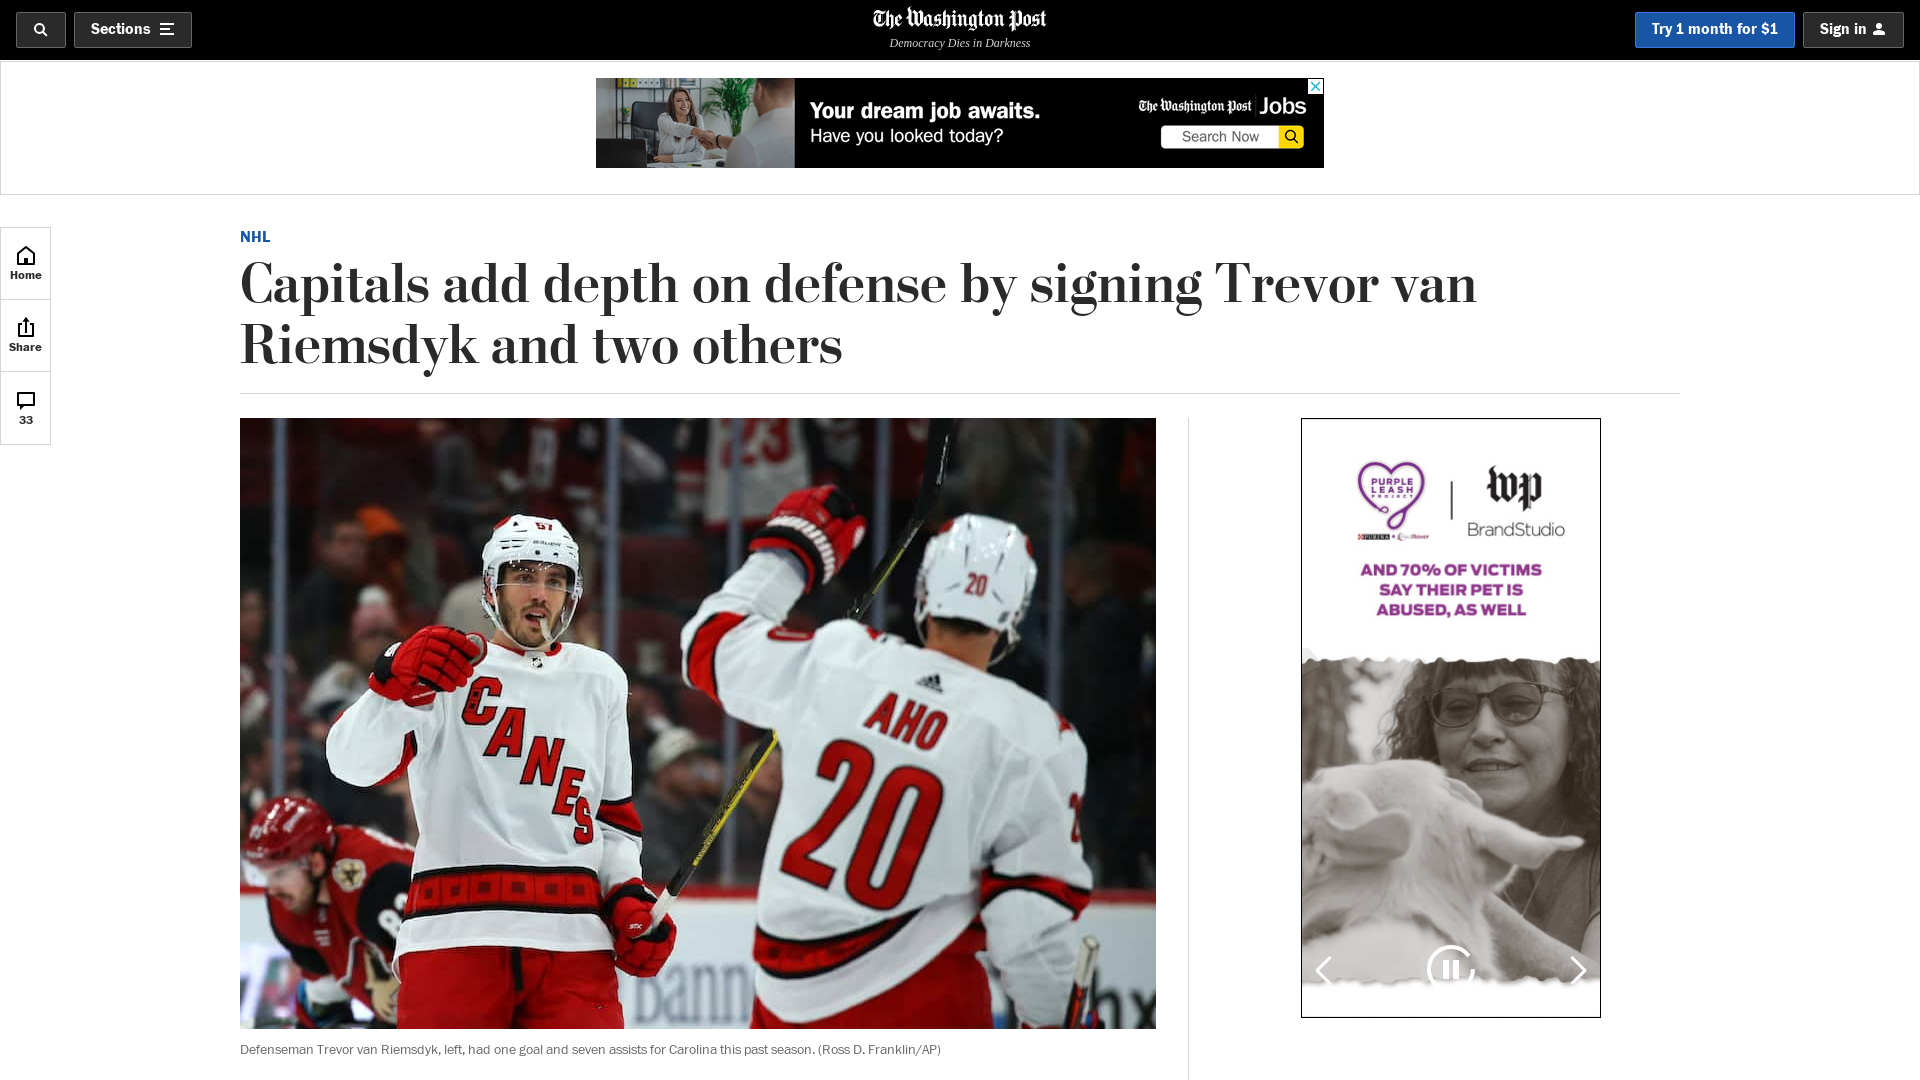 Sections
The Washington Post
Democracy Dies in Darkness
Try 1 month for $1
Sign in
Your dream job awaits.
Have you looked today?
The Washington Post Jobs
Search Now
Home
Share
33
NHL
Capitals add depth on defense by signing Trevor van
Riemsdyk and two others
57
BAUER
23
20
CANES
AHO
20
Defenseman Trevor van Riemsdyk, left, had one goal and seven assists for Carolina this past season. (Ross D. Franklin/AP)
PURPLE
LEASH
PROJECT
PURINA
wp
BrandStudio
AND 70% OF VICTIMS
SAY THEIR PET IS
ABUSED, AS WELL